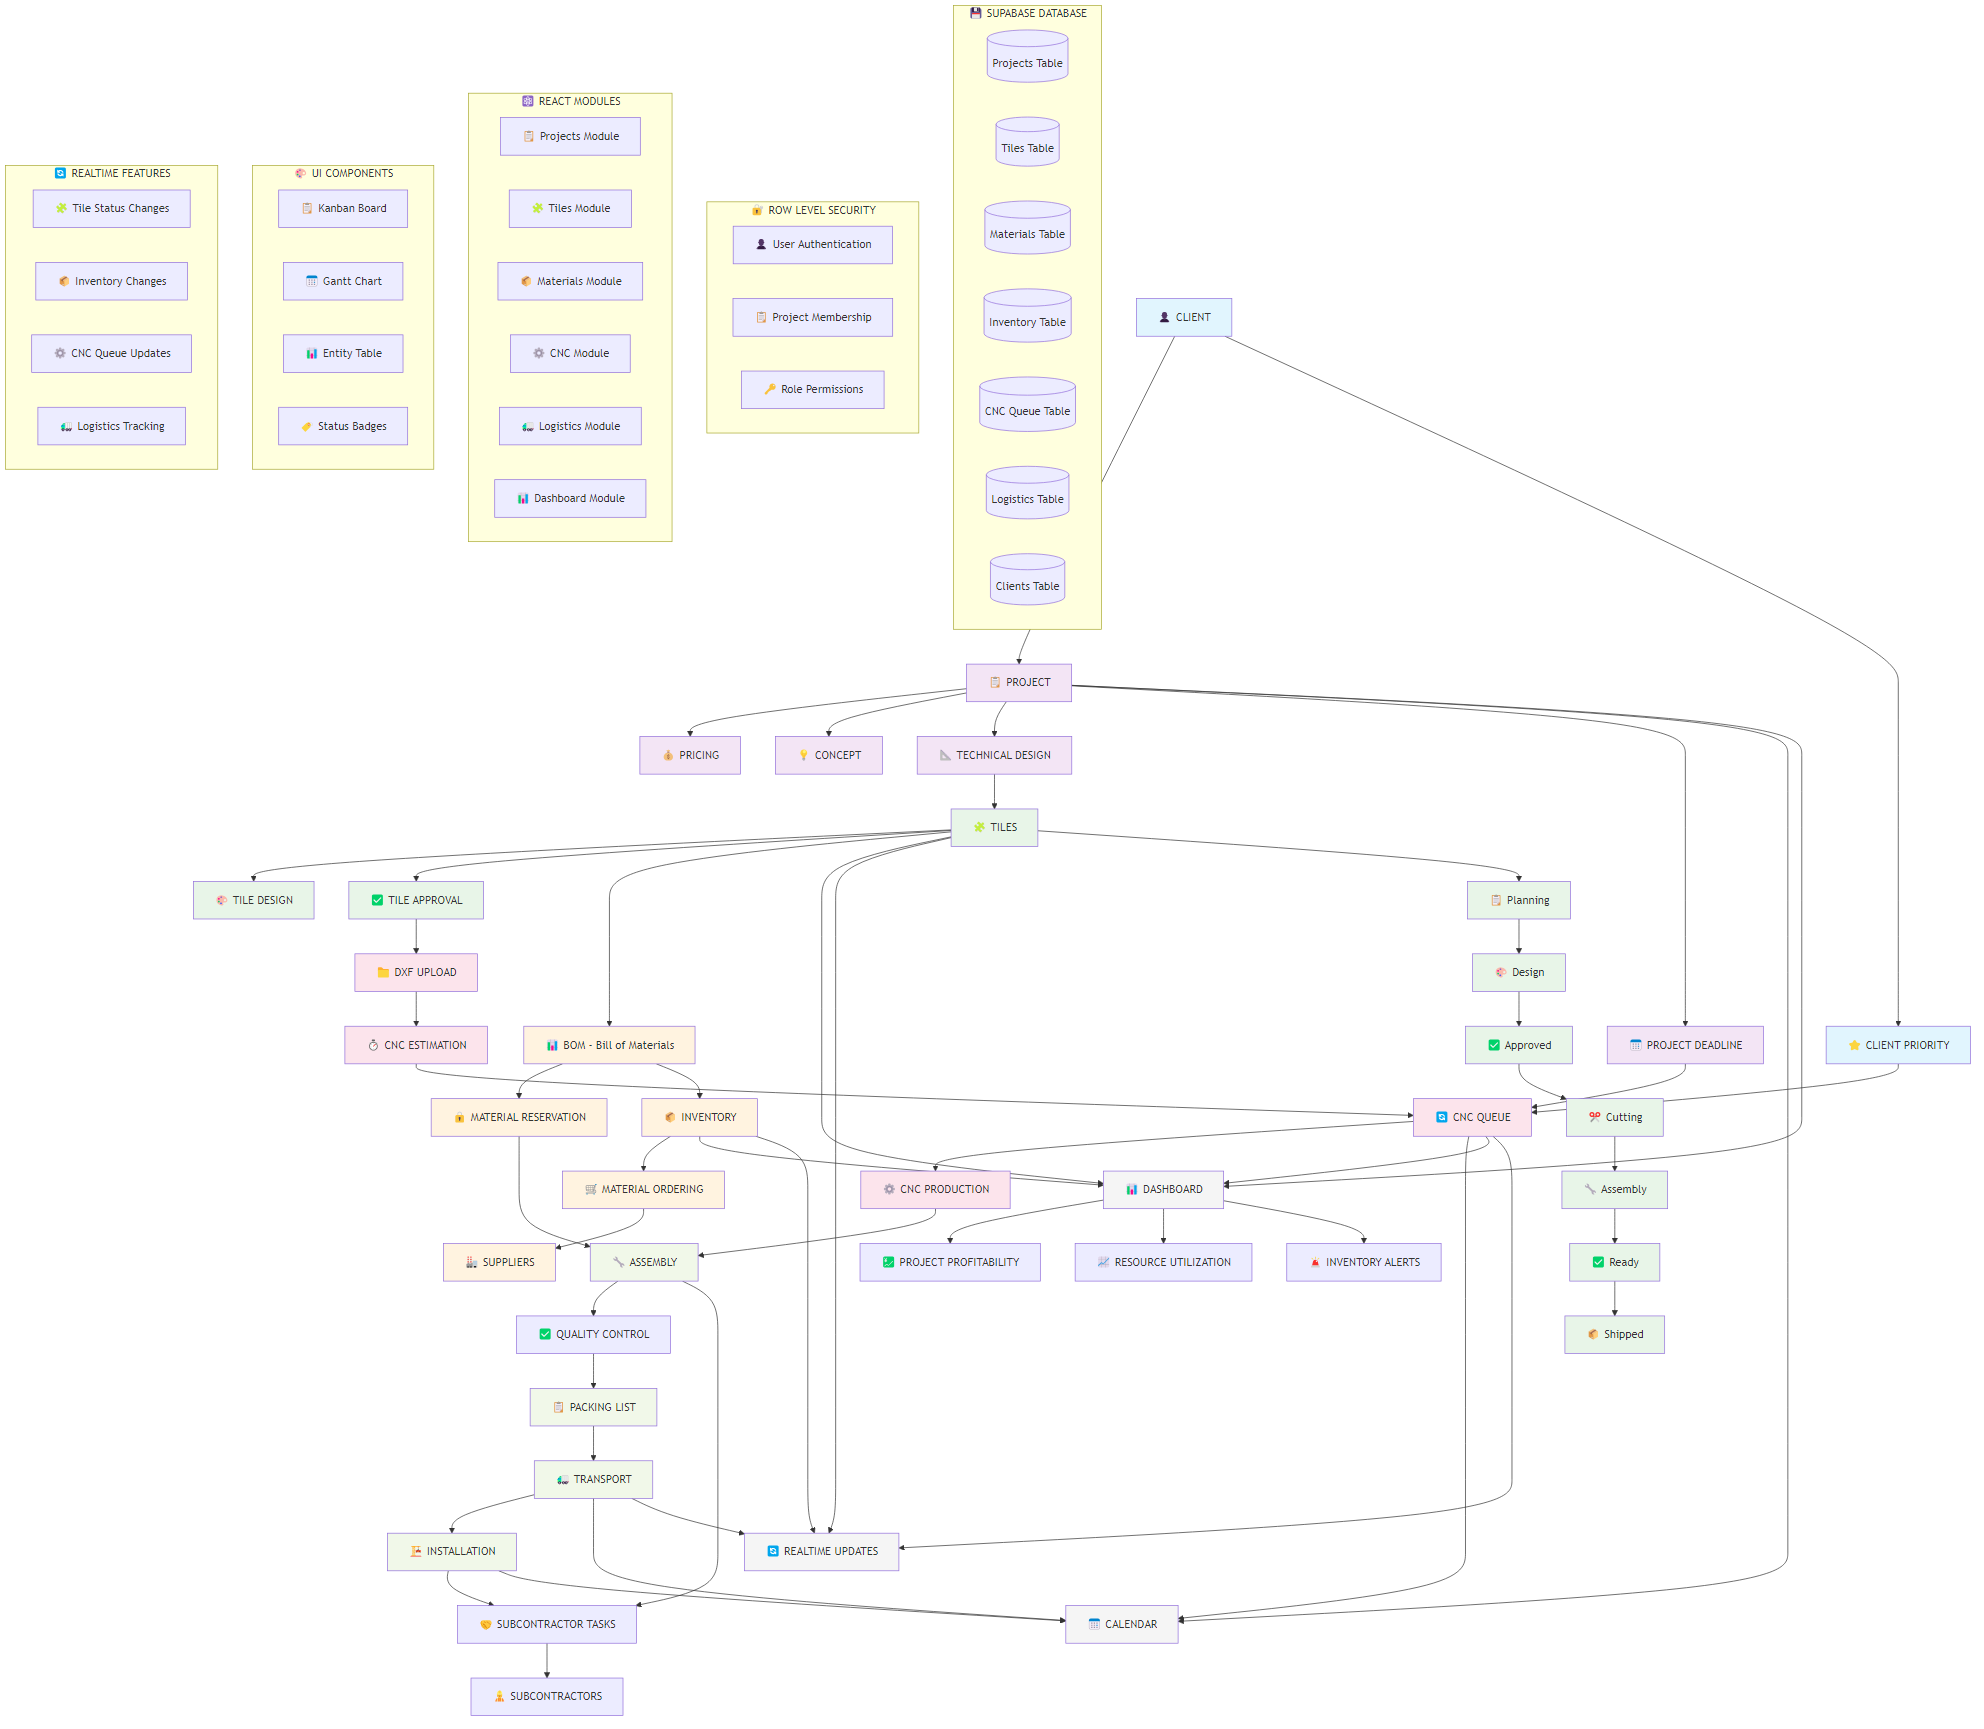 SUPABASE DATABASE
Projects Table
Tiles Table
Materials Table
Inventory Table
CNC Queue Table
Logistics Table
Clients Table
REACT MODULES
Projects Module
Tiles Module
Materials Module
CNC Module
Logistics Module
Dashboard Module
REALTIME FEATURES
Tile Status Changes
Inventory Changes
CNC Queue Updates
Logistics Tracking
UI COMPONENTS
Kanban Board
Gantt Chart
Entity Table
Status Badges
ROW LEVEL SECURITY
User Authentication
Project Membership
Role Permissions
CLIENT
PROJECT
PRICING
CONCEPT
TECHNICAL DESIGN
TILES
TILE DESIGN
TILE APPROVAL
Planning
DXF UPLOAD
Design
CNC ESTIMATION
BOM - Bill of Materials
Approved
PROJECT DEADLINE
CLIENT PRIORITY
MATERIAL RESERVATION
INVENTORY
CNC QUEUE
Cutting
MATERIAL ORDERING
CNC PRODUCTION
DASHBOARD
Assembly
SUPPLIERS
ASSEMBLY
PROJECT PROFITABILITY
RESOURCE UTILIZATION
INVENTORY ALERTS
Ready
QUALITY CONTROL
Shipped
PACKING LIST
TRANSPORT
INSTALLATION
REALTIME UPDATES
SUBCONTRACTOR TASKS
CALENDAR
SUBCONTRACTORS